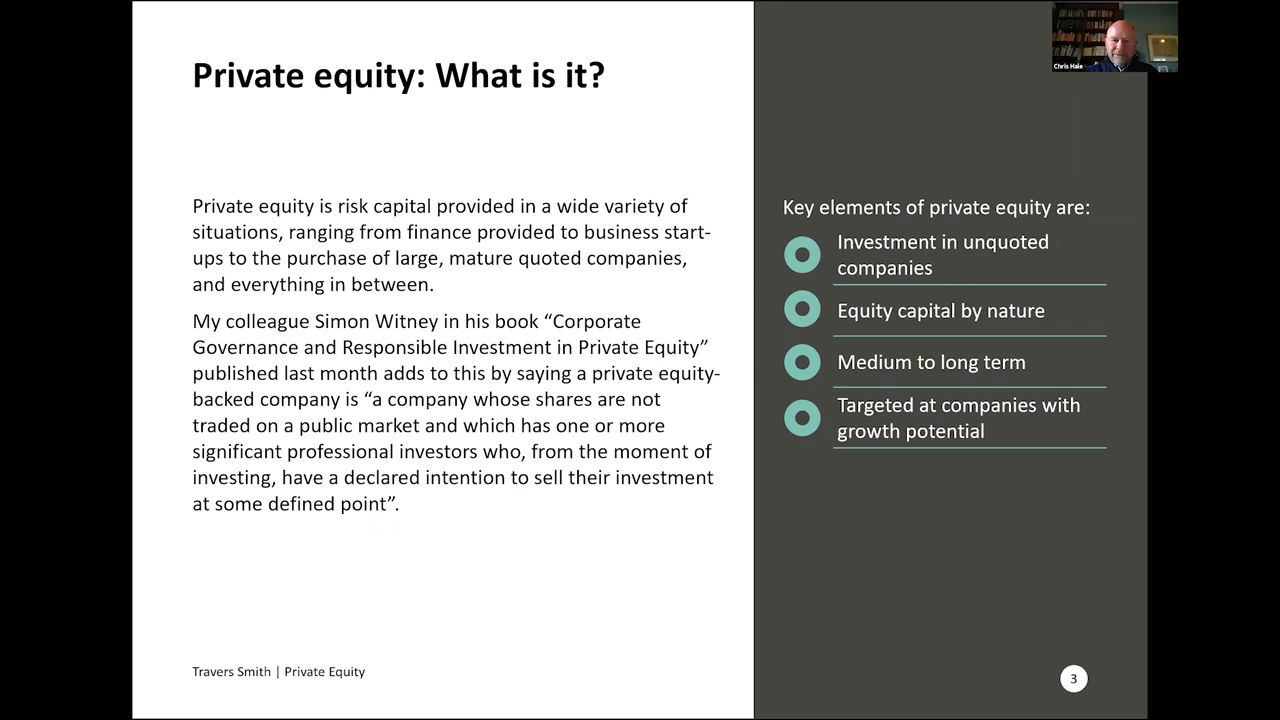 Private equity: What is it?
Private equity is risk capital provided in a wide variety of
situations, ranging from finance provided to business start-
ups to the purchase of large, mature quoted companies,
and everything in between.
My colleague Simon Witney in his book “Corporate
Governance and Responsible Investment in Private Equity”
published last month adds to this by saying a private equity-
backed company is “a company whose shares are not
traded on a public market and which has one or more
significant professional investors who, from the moment of
investing, have a declared intention to sell their investment
at some defined point”.
Travers Smith | Private Equity
Chris Hale
Key elements of private equity are:
Investment in unquoted
companies
Equity capital by nature
Medium to long term
Targeted at companies with
growth potential
3